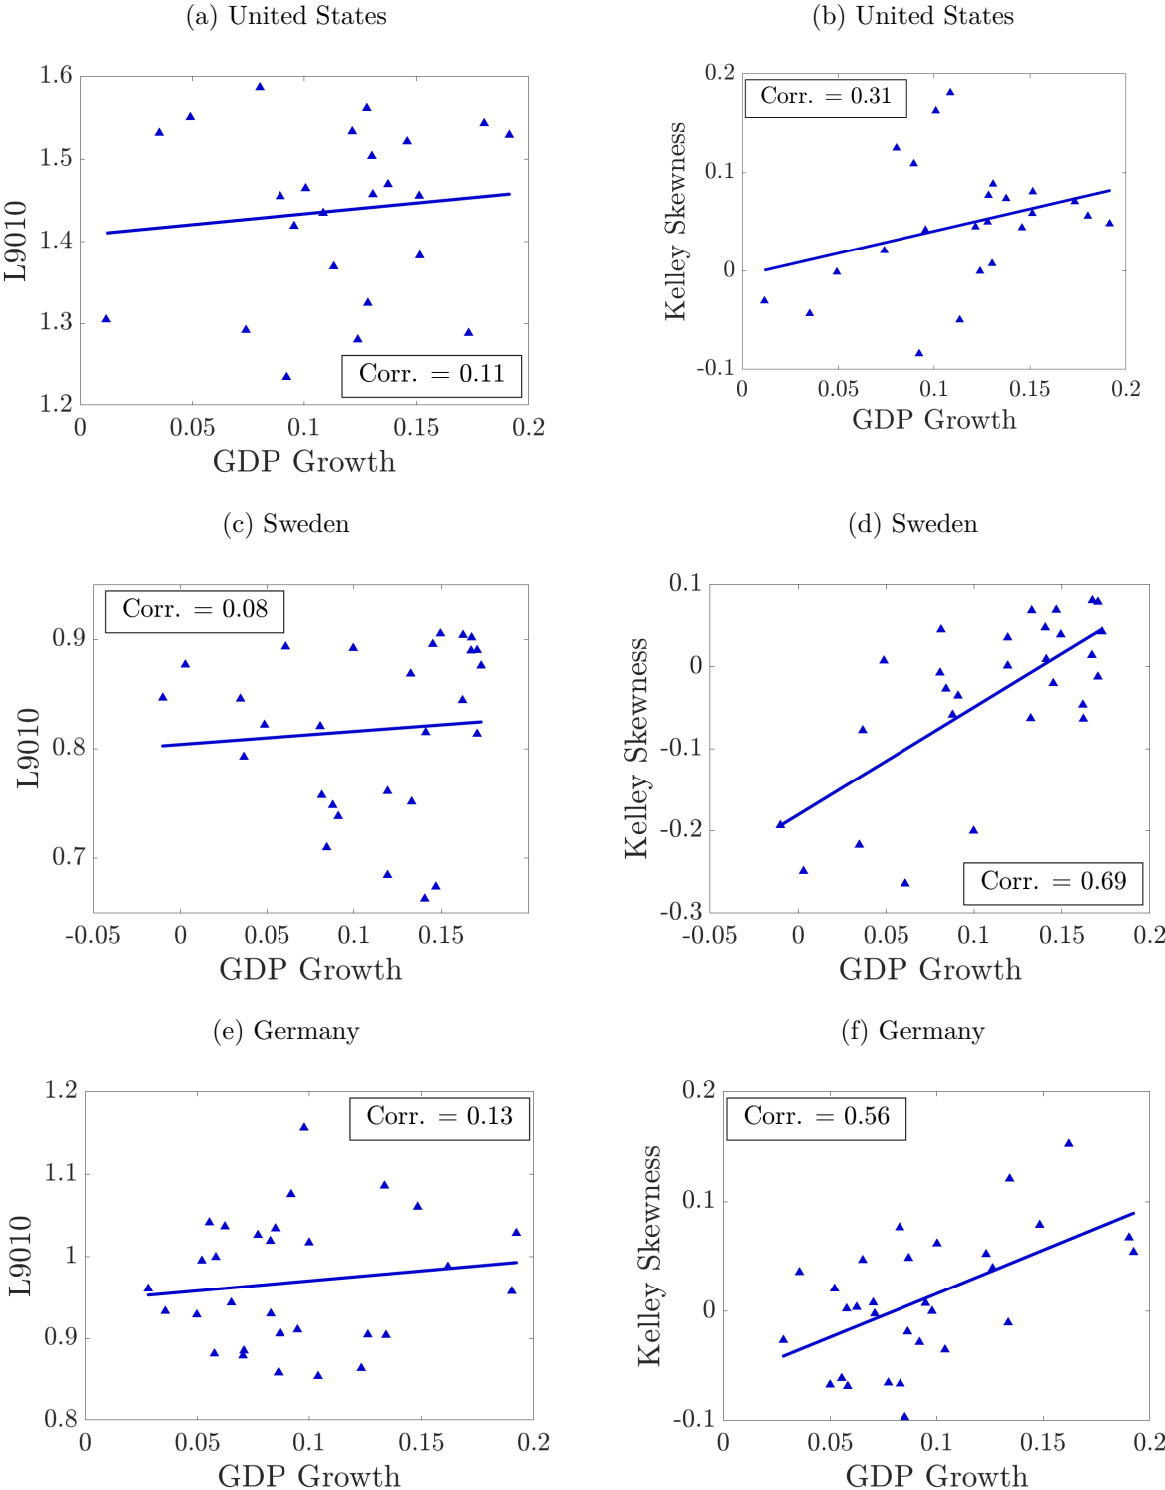 (a) United States
L9010
1.6
1.5
1.4
1.3
1.2
Corr. = 0.11
0 0.05 0.1 0.15 0.2
GDP Growth
(b) United States
Kelley Skewness
0.2
0.1
0
-0.1
Corr. = 0.31
0 0.05 0.1 0.15 0.2
GDP Growth
(c) Sweden
L9010
0.9
0.8
0.7
Corr. = 0.08
-0.05 0 0.05 0.1 0.15
GDP Growth
(d) Sweden
Kelley Skewness
0.1
0
-0.1
-0.2
-0.3
Corr. = 0.69
-0.05 0 0.05 0.1 0.15 0.2
GDP Growth
(e) Germany
L9010
1.2
1.1
1
0.9
0.8
Corr. = 0.13
0 0.05 0.1 0.15 0.2
GDP Growth
(f) Germany
Kelley Skewness
0.2
0.1
0
-0.1
Corr. = 0.56
0 0.05 0.1 0.15 0.2
GDP Growth